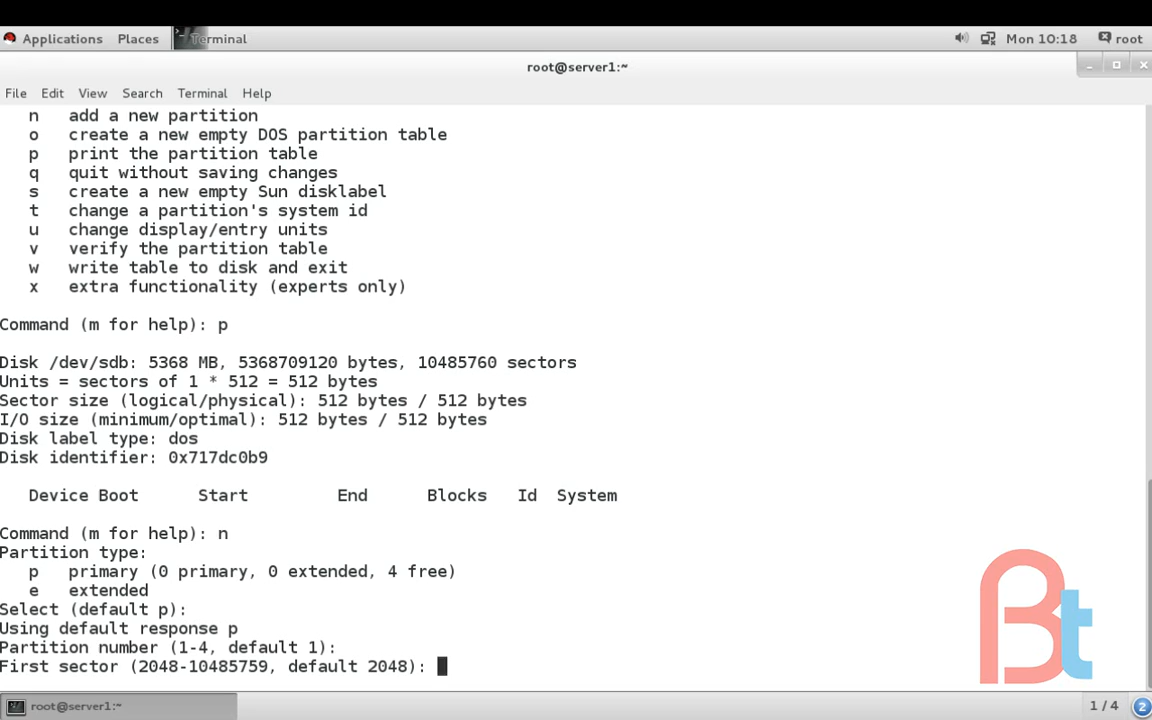 Applications Places Terminal Mon 10:18 root
root@server1:~
File Edit View Search Terminal Help
n add a new partition
o create a new empty DOS partition table
p print the partition table
q quit without saving changes
s create a new empty Sun disklabel
t change a partition's system id
u change display/entry units
v verify the partition table
w write table to disk and exit
x extra functionality (experts only)
Command (m for help): p
Disk /dev/sdb: 5368 MB, 5368709120 bytes, 10485760 sectors
Units = sectors of 1 * 512 = 512 bytes
Sector size (logical/physical): 512 bytes / 512 bytes
I/O size (minimum/optimal): 512 bytes / 512 bytes
Disk label type: dos
Disk identifier: 0x717dc0b9
Device Boot Start End Blocks Id System
Command (m for help): n
Partition type:
p primary (0 primary, 0 extended, 4 free)
e extended
Select (default p):
Using default response p
Partition number (1-4, default 1):
First sector (2048-10485759, default 2048):
Bt
root@server1:~ 1 / 4 2